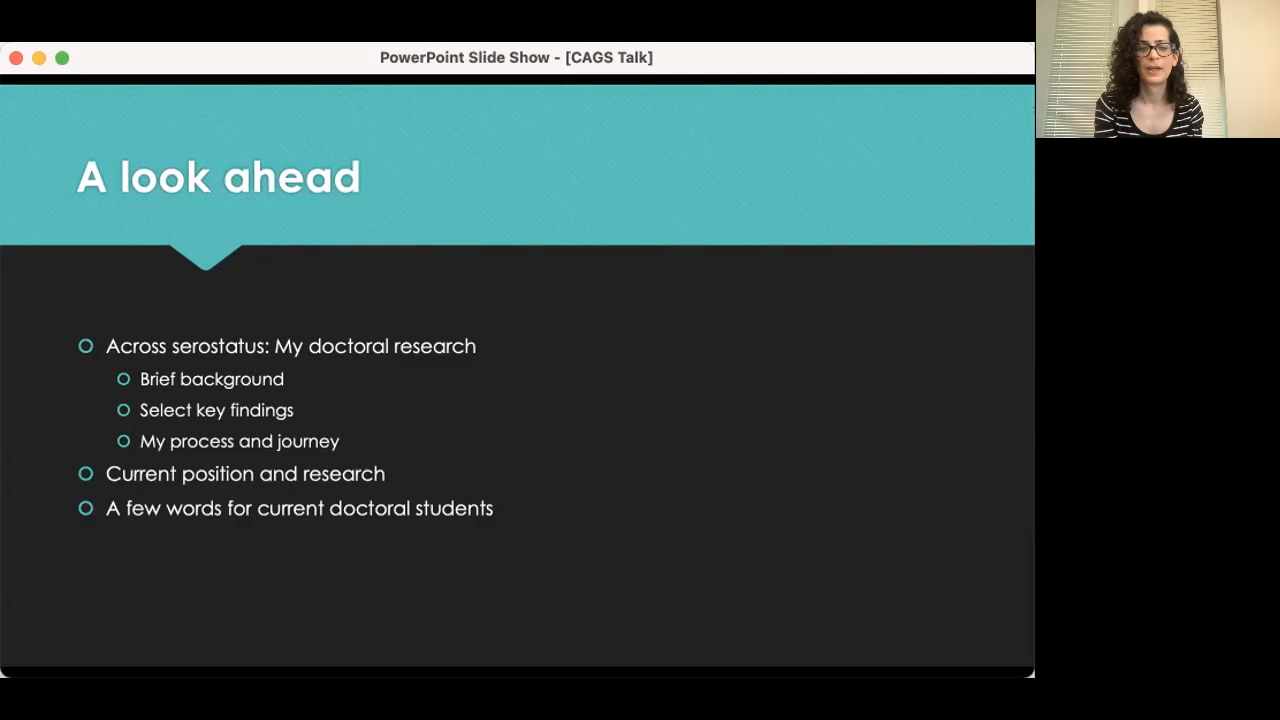 PowerPoint Slide Show - [CAGS Talk]
A look ahead
Across serostatus: My doctoral research
Brief background
Select key findings
My process and journey
Current position and research
A few words for current doctoral students